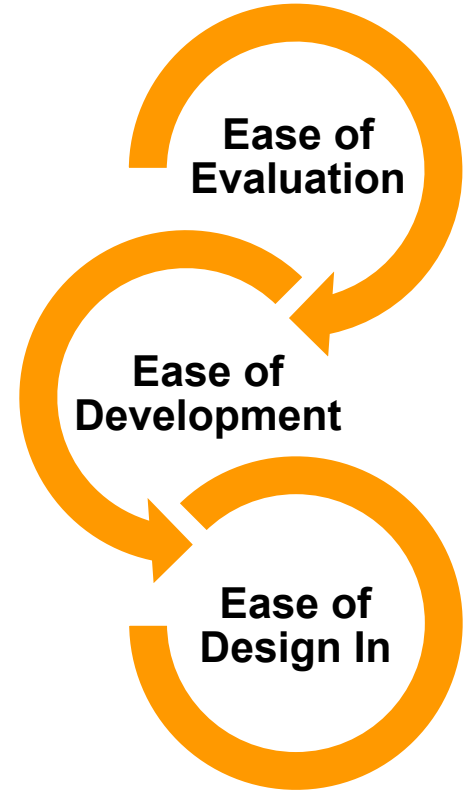 Ease of
Evaluation
Ease of
Development
Ease of
Design In